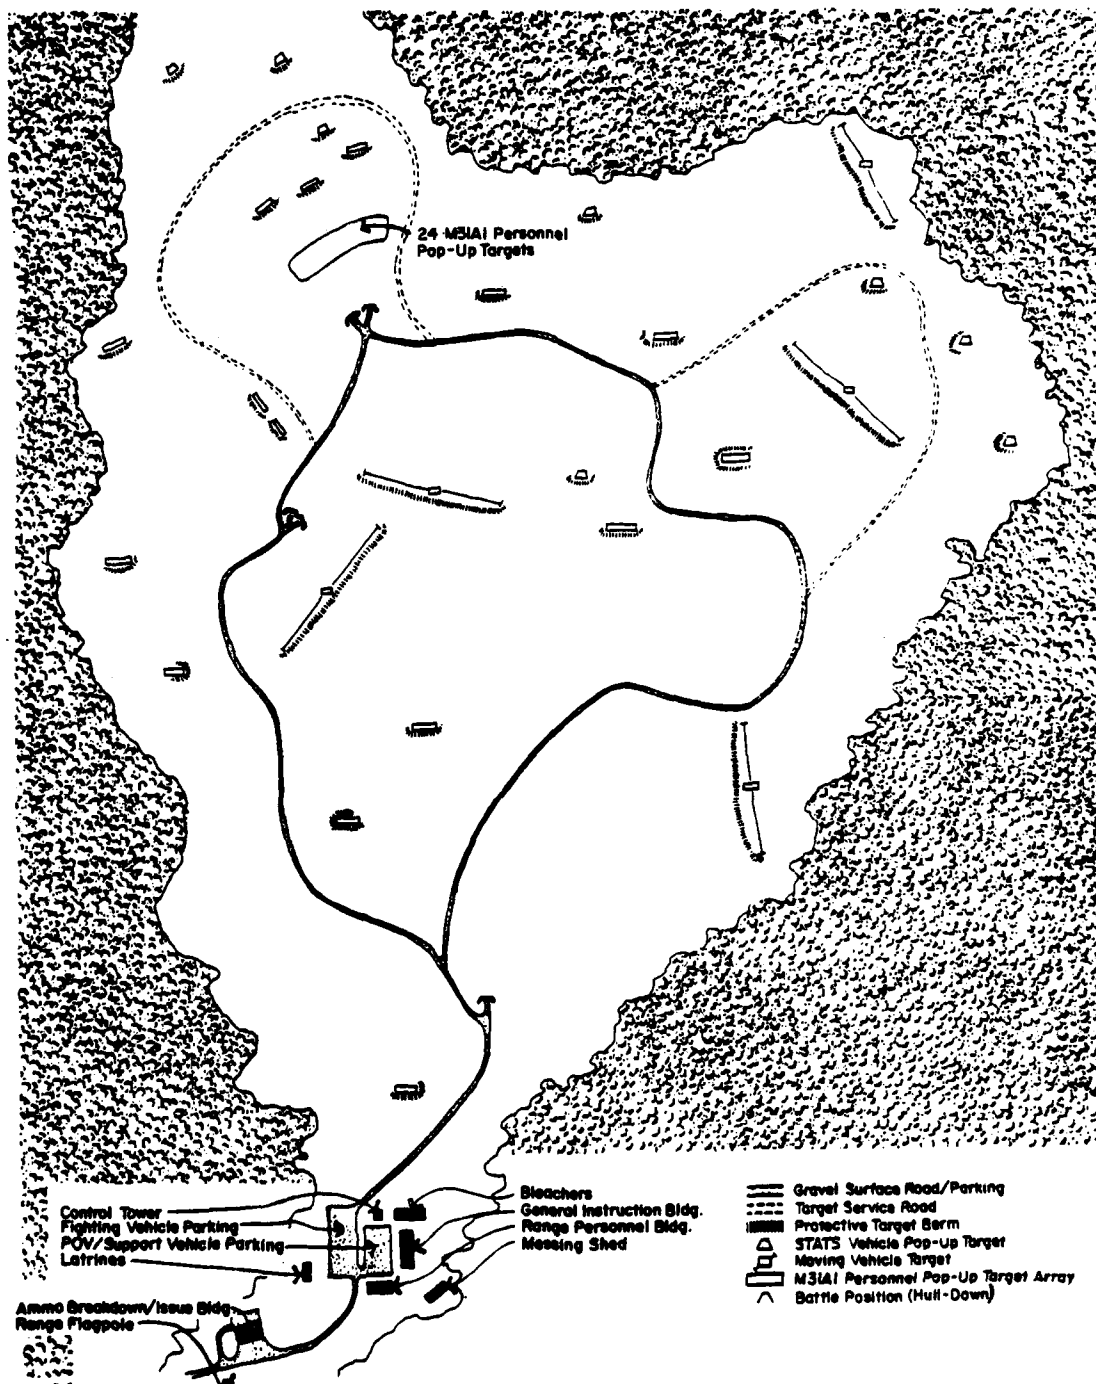 24 M31A1 Personnel
Pop-Up Targets
Control Tower
Fighting Vehicle Parking
POV/Support Vehicle Parking
Latrines
Ammo Breakdown/Issue Bldg.
Range Flagpole
Bleachers
General Instruction Bldg.
Range Personnel Bldg.
Messing Shed
Gravel Surface Road/Parking
Target Service Road
Protective Target Berm
STATS Vehicle Pop-Up Target
Moving Vehicle Target
M31A1 Personnel Pop-Up Target Array
Battle Position (Hull-Down)